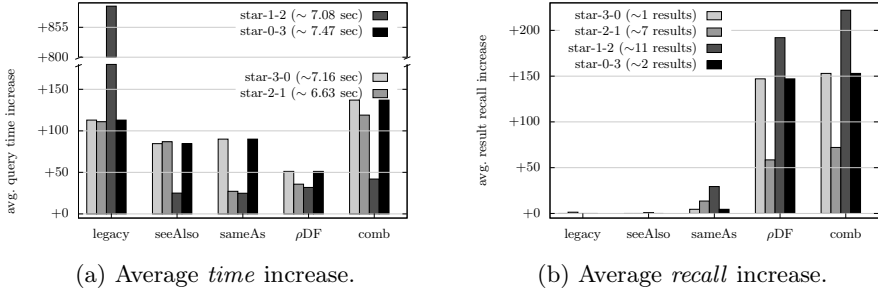 avg. query time increase
+855
+800
+150
+100
+50
+0
star-1-2 (~ 7.08 sec)
star-0-3 (~ 7.47 sec)
star-3-0 (~7.16 sec)
star-2-1 (~ 6.63 sec)
legacy seeAlso sameAs ρDF comb
(a) Average time increase.
avg. result recall increase
+200
+150
+100
+50
+0
star-3-0 (~1 results)
star-2-1 (~7 results)
star-1-2 (~11 results)
star-0-3 (~2 results)
legacy seeAlso sameAs ρDF comb
(b) Average recall increase.